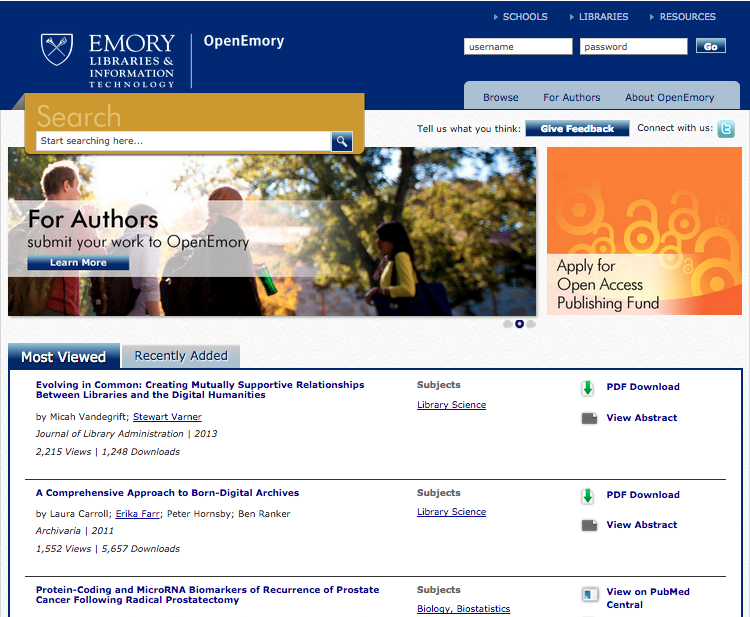 SCHOOLS
LIBRARIES
RESOURCES
EMORY
LIBRARIES &
INFORMATION
TECHNOLOGY
OpenEmory
username
password
Go
Browse
For Authors
About OpenEmory
Search
Start searching here...
Tell us what you think:
Give Feedback
Connect with us:
For Authors
submit your work to OpenEmory
Learn More
Apply for
Open Access
Publishing Fund
Most Viewed
Recently Added
Evolving in Common: Creating Mutually Supportive Relationships
Between Libraries and the Digital Humanities
by Micah Vandegrift; Stewart Varner
Journal of Library Administration | 2013
2,215 Views | 1,248 Downloads
Subjects
Library Science
PDF Download
View Abstract
A Comprehensive Approach to Born-Digital Archives
by Laura Carroll; Erika Farr; Peter Hornsby; Ben Ranker
Archivaria | 2011
1,552 Views | 5,657 Downloads
Subjects
Library Science
PDF Download
View Abstract
Protein-Coding and MicroRNA Biomarkers of Recurrence of Prostate
Cancer Following Radical Prostatectomy
Subjects
Biology, Biostatistics
View on PubMed
Central